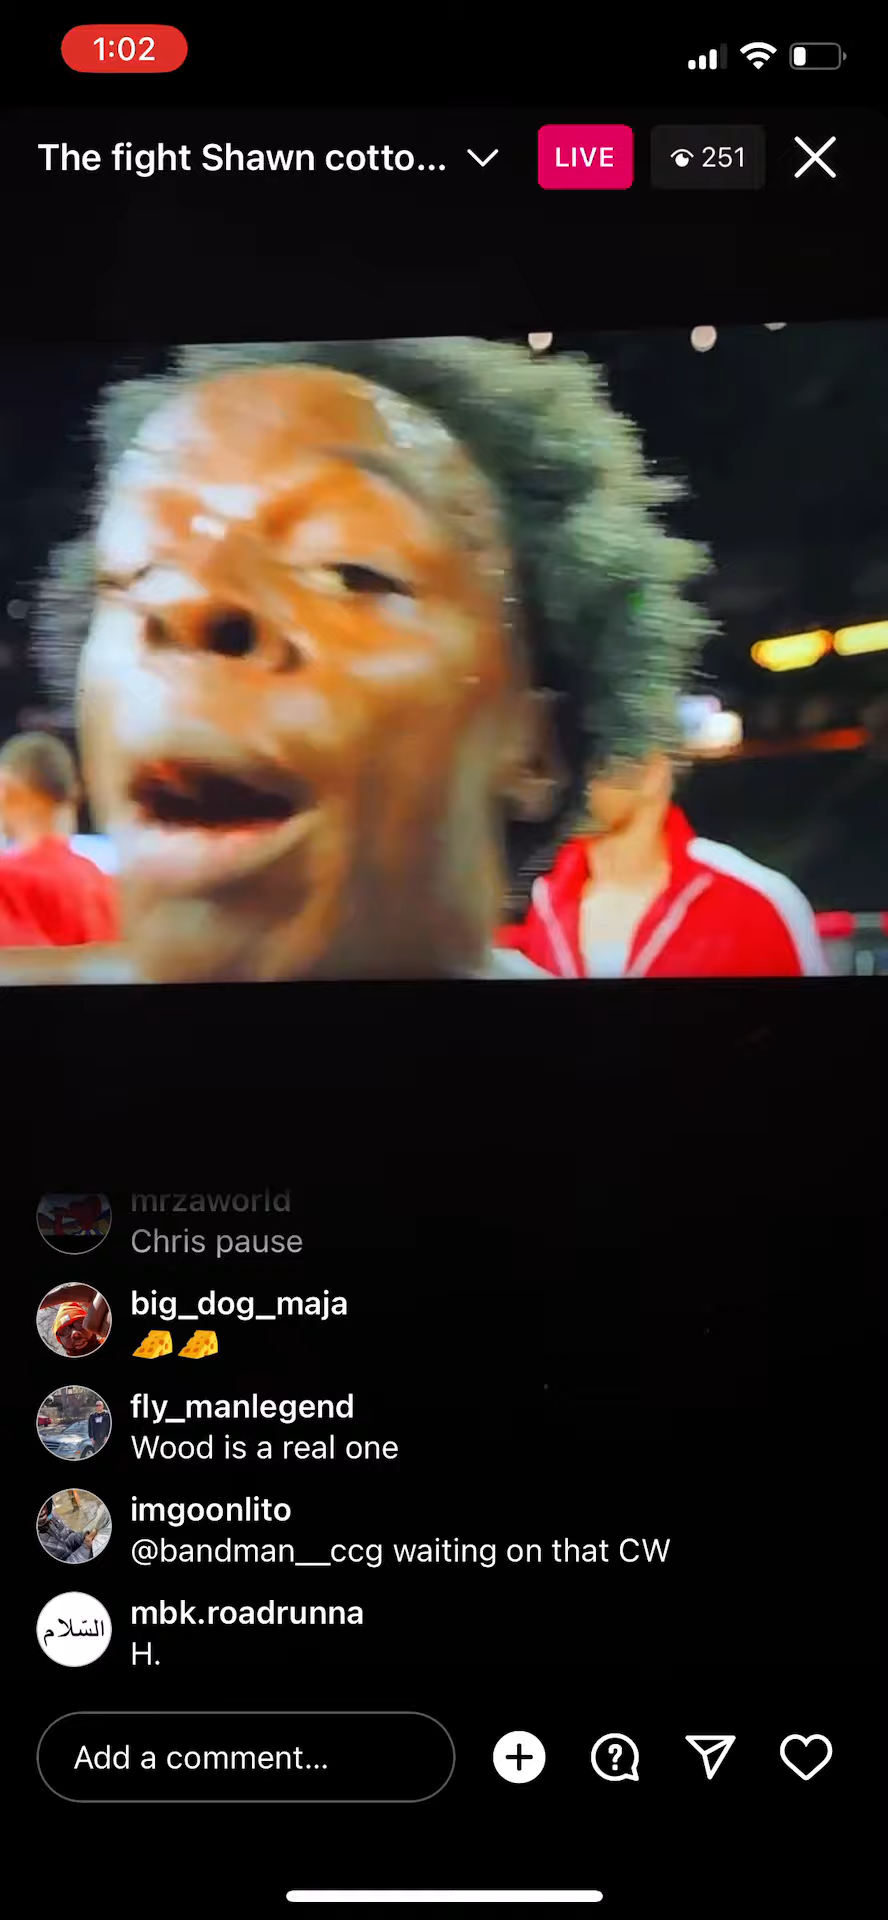 1:02
The fight Shawn cotto...
LIVE
251
mrzaworld
Chris pause
big_dog_maja
🧀🧀
fly_manlegend
Wood is a real one
imgoonlito
@bandman__ccg waiting on that CW
السّلام
mbk.roadrunna
H.
Add a comment...